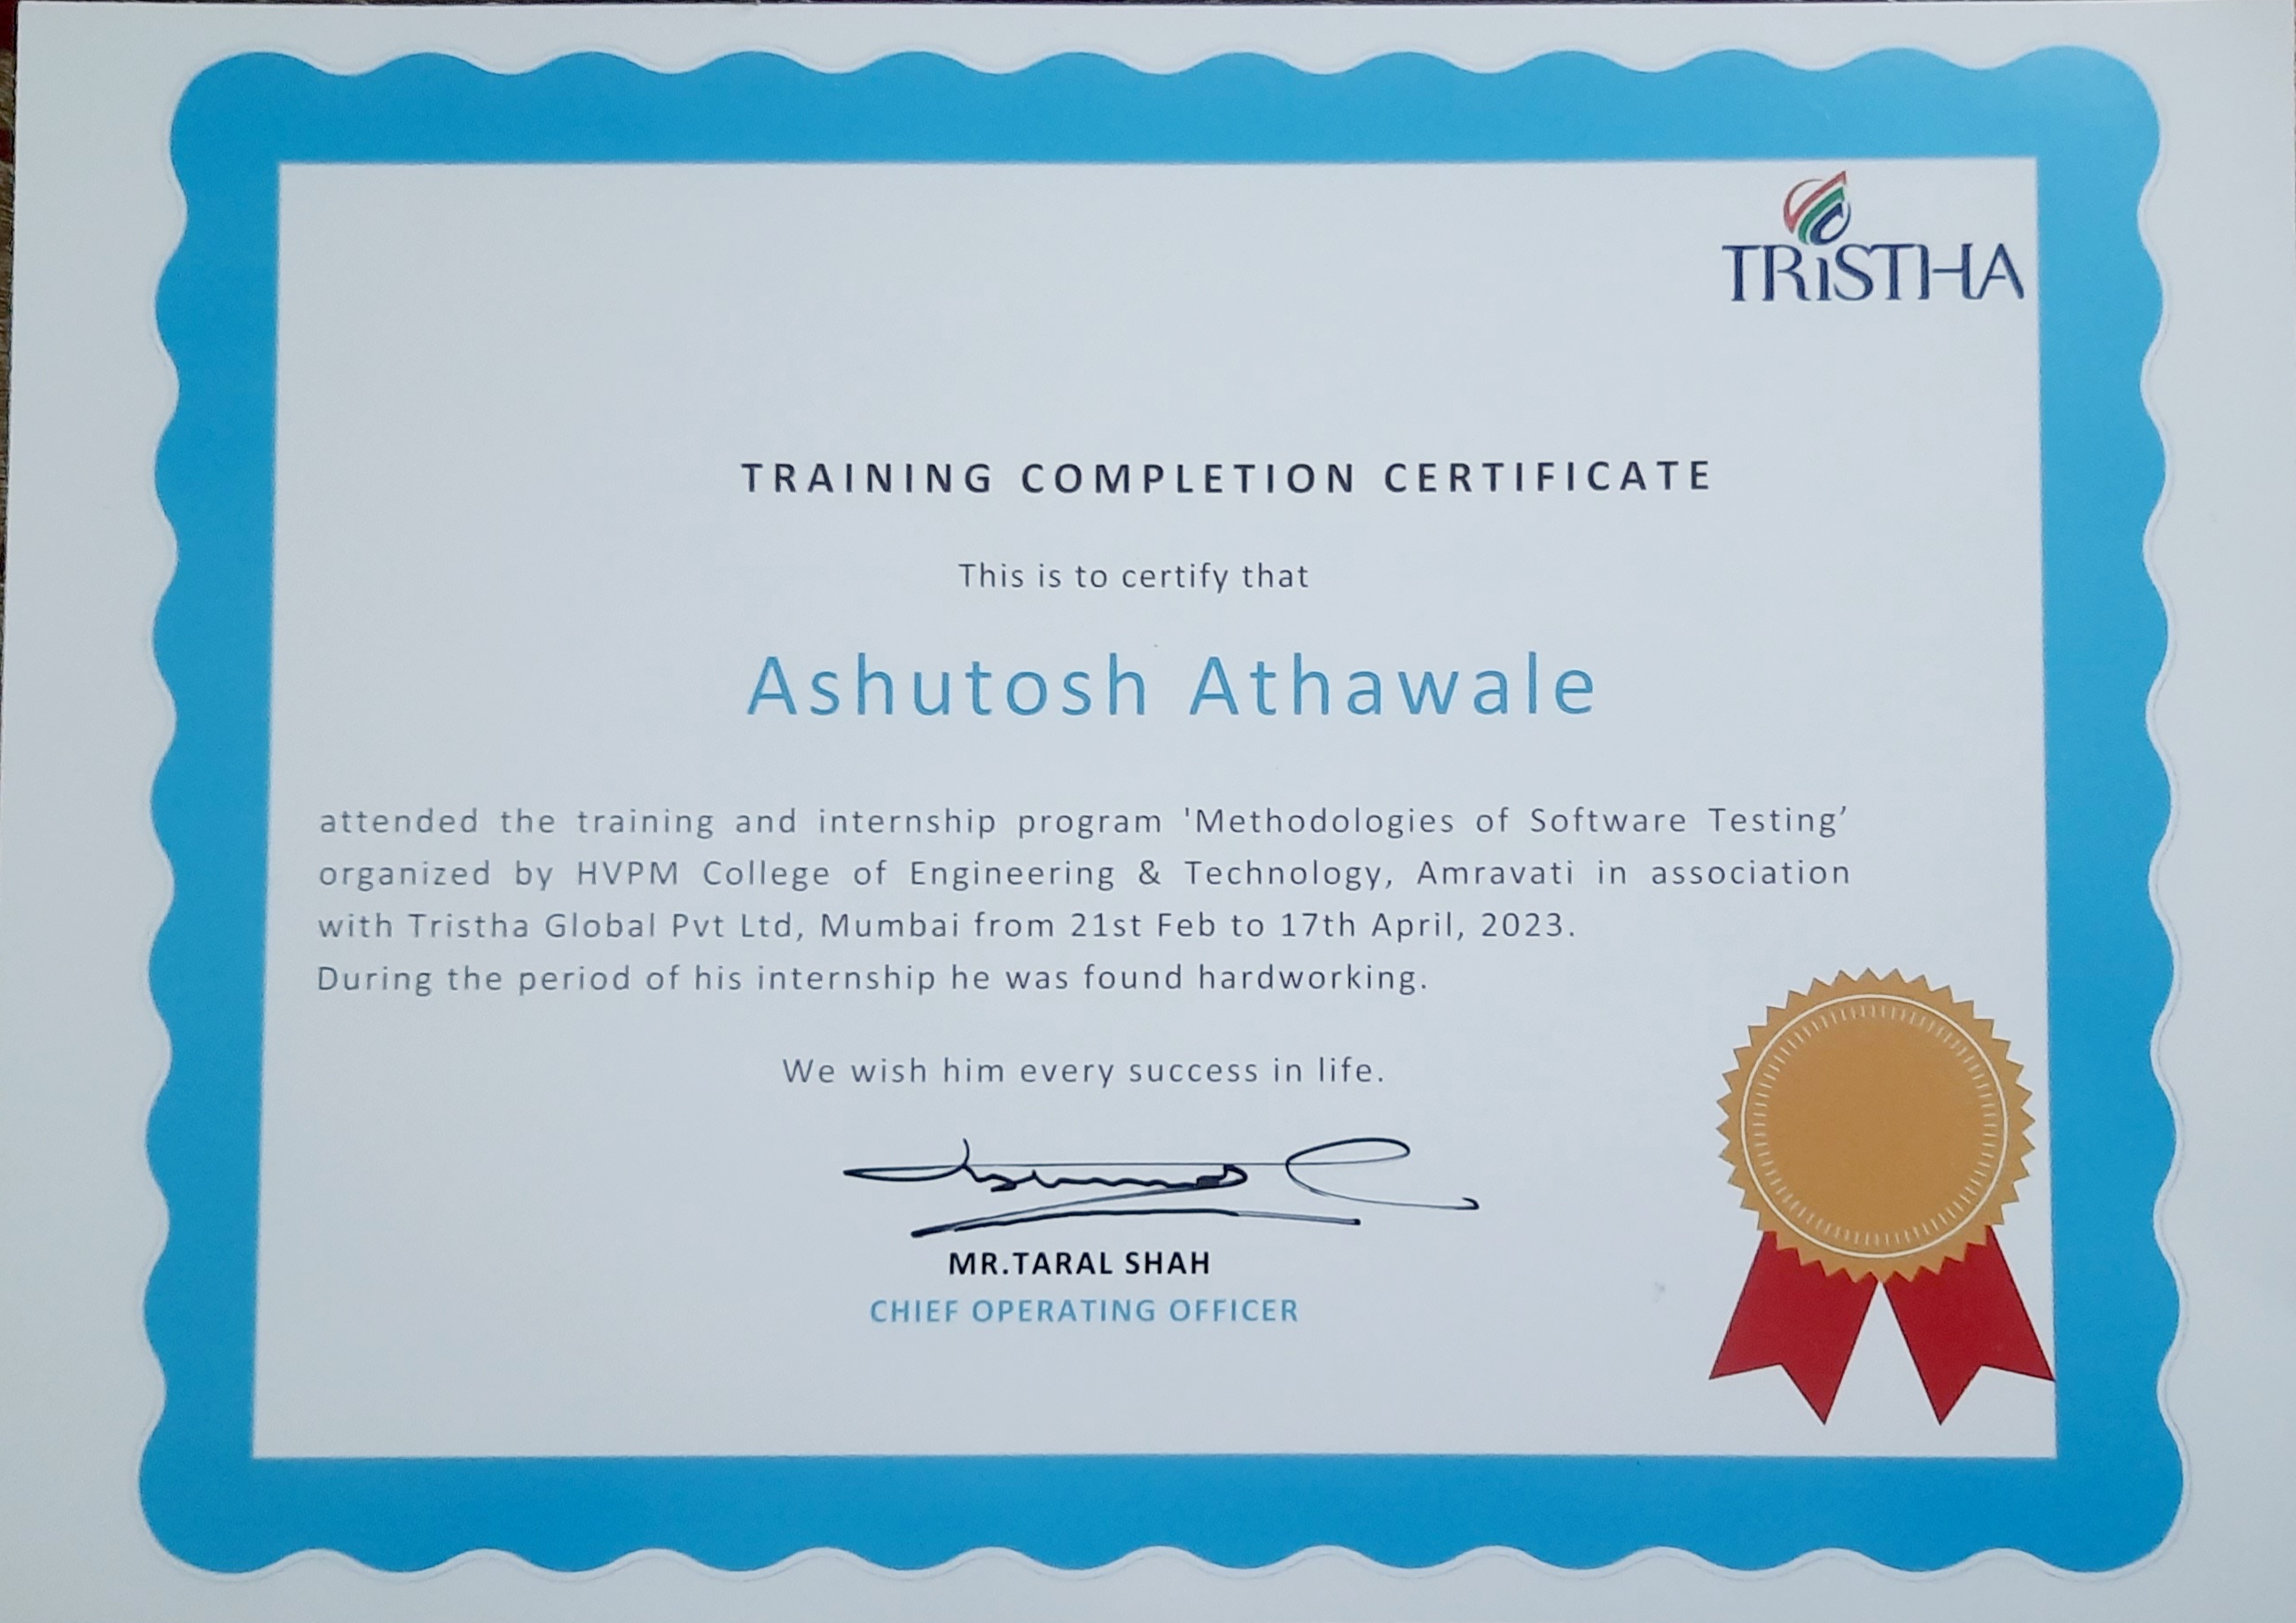 TRiSTHA
TRAINING COMPLETION CERTIFICATE
This is to certify that
Ashutosh Athawale
attended the training and internship program 'Methodologies of Software Testing’
organized by HVPM College of Engineering & Technology, Amravati in association
with Tristha Global Pvt Ltd, Mumbai from 21st Feb to 17th April, 2023.
During the period of his internship he was found hardworking.
We wish him every success in life.
MR.TARAL SHAH
CHIEF OPERATING OFFICER